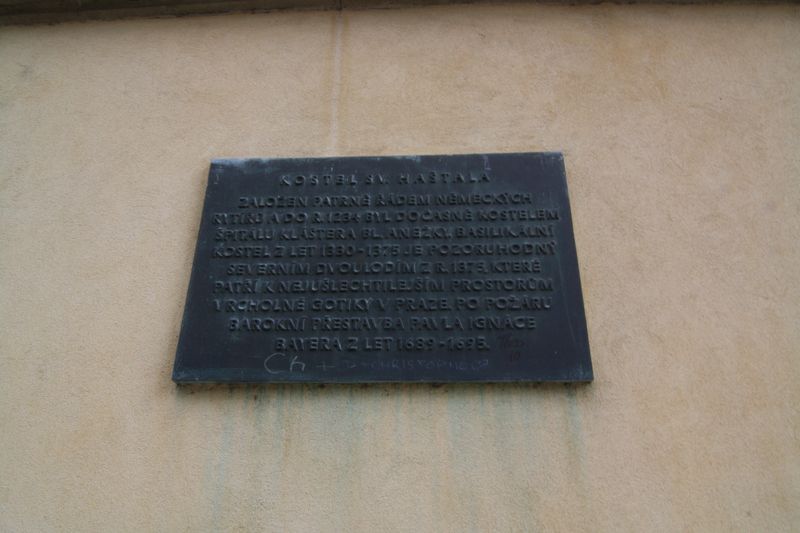 KOSTEL SV. HAŠTALA
ZALOŽEN PATRNĚ ŘÁDEM NĚMECKÝCH
RYTÍŘŮ A DO R. 1234 BYL DOČASNĚ KOSTELEM
ŠPITÁLU KLÁŠTERA BL. ANEŽKY. BASILIKÁLNÍ
KOSTEL Z LET 1330-1375 JE POZORUHODNÝ
SEVERNÍM DVOULODÍM Z R. 1375, KTERÉ
PATŘÍ K NEJUŠLECHTILEJŠÍM PROSTORŮM
VRCHOLNÉ GOTIKY V PRAZE. PO POŽÁRU
BAROKNÍ PŘESTAVBA PAVLA IGNÁCE
BAYERA Z LET 1689-1695.